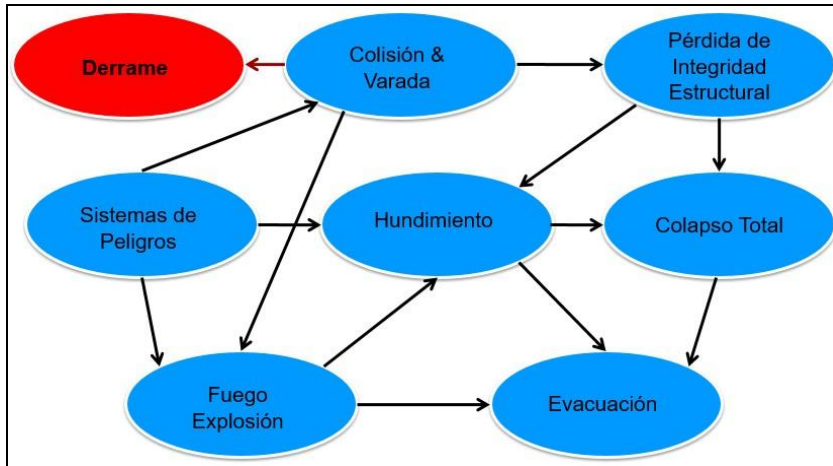 Derrame
Colisión &
Varada
Pérdida de
Integridad
Estructural
Sistemas de
Peligros
Hundimiento
Colapso Total
Fuego
Explosión
Evacuación